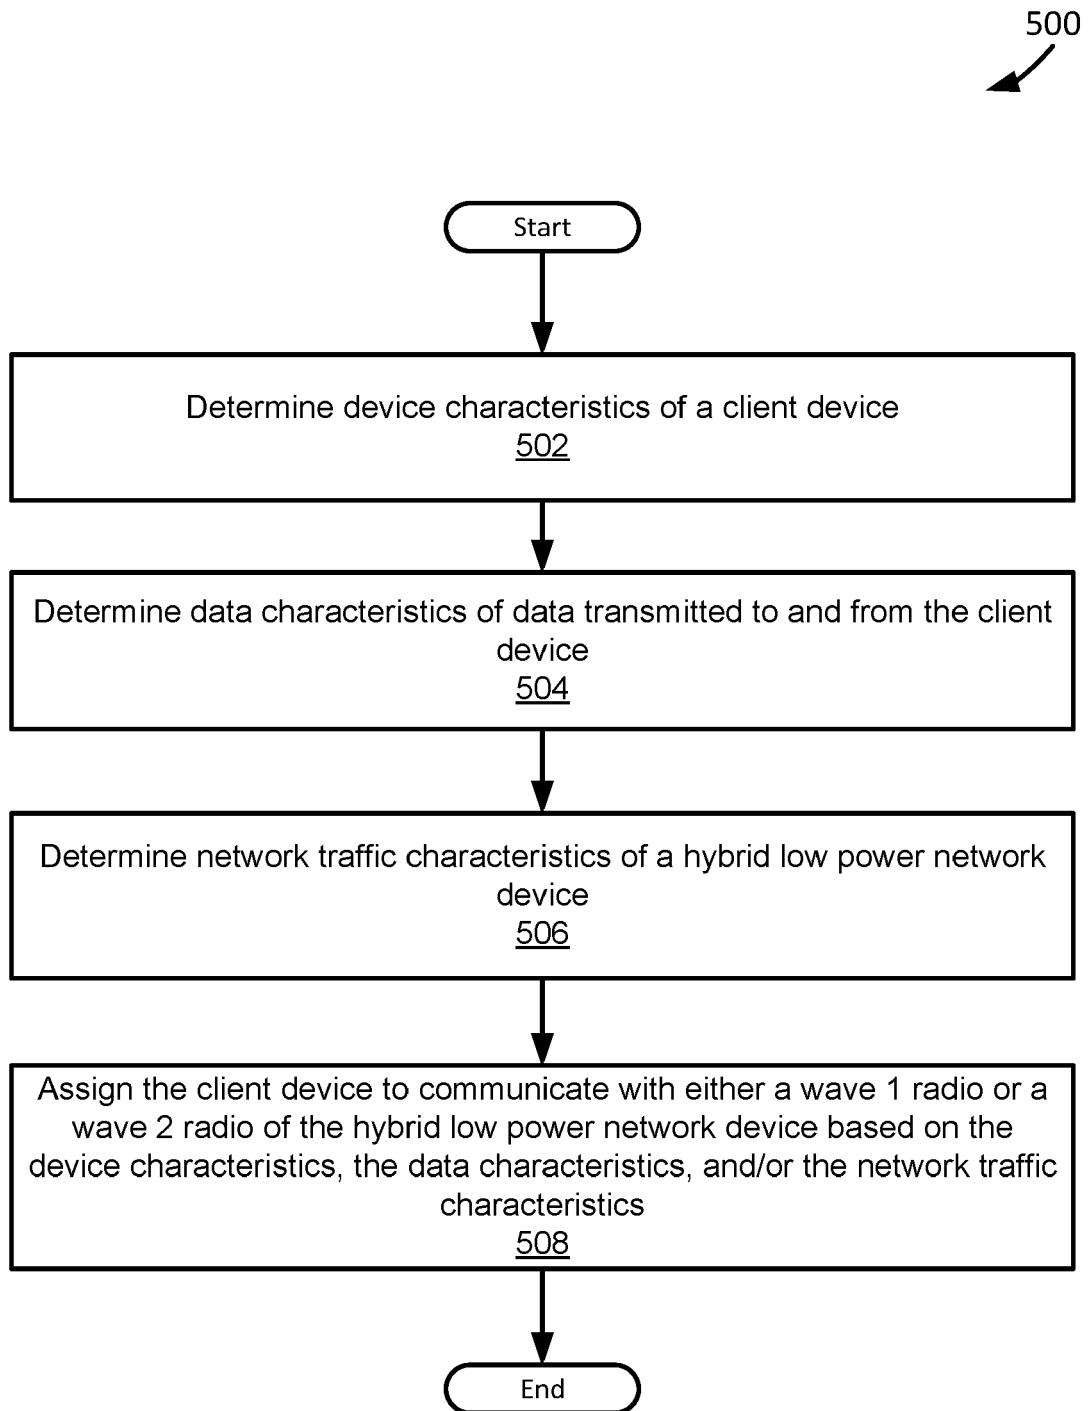 500
Start
Determine device characteristics of a client device
502
Determine data characteristics of data transmitted to and from the client
device
504
Determine network traffic characteristics of a hybrid low power network
device
506
Assign the client device to communicate with either a wave 1 radio or a
wave 2 radio of the hybrid low power network device based on the
device characteristics, the data characteristics, and/or the network traffic
characteristics
508
End